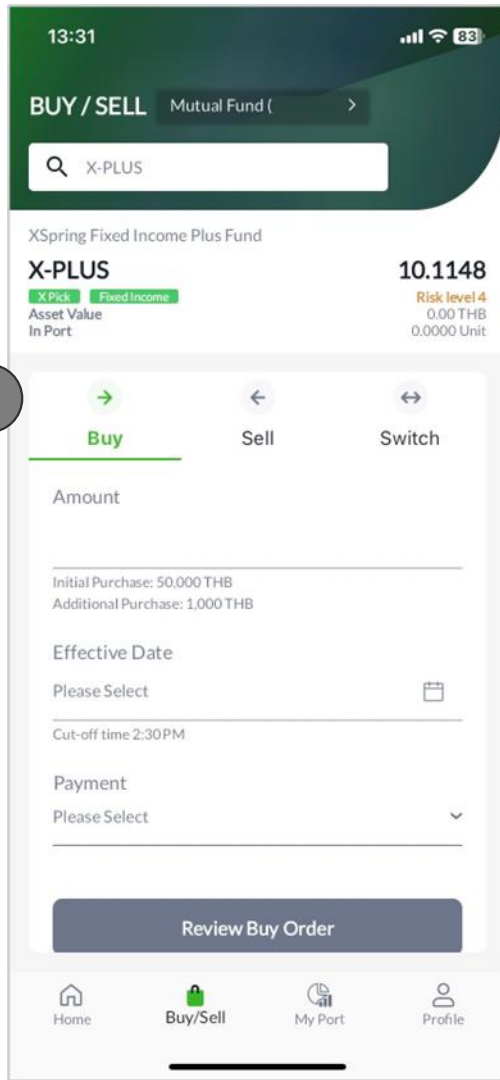 13:31
83
BUY / SELL Mutual Fund ( >
X-PLUS
XSpring Fixed Income Plus Fund
X-PLUS 10.1148
X Pick Fixed Income Risk level 4
Asset Value 0.00 THB
In Port 0.0000 Unit
Buy Sell Switch
Amount
Initial Purchase: 50,000 THB
Additional Purchase: 1,000 THB
Effective Date
Please Select
Cut-off time 2:30PM
Payment
Please Select
Review Buy Order
Home Buy/Sell My Port Profile